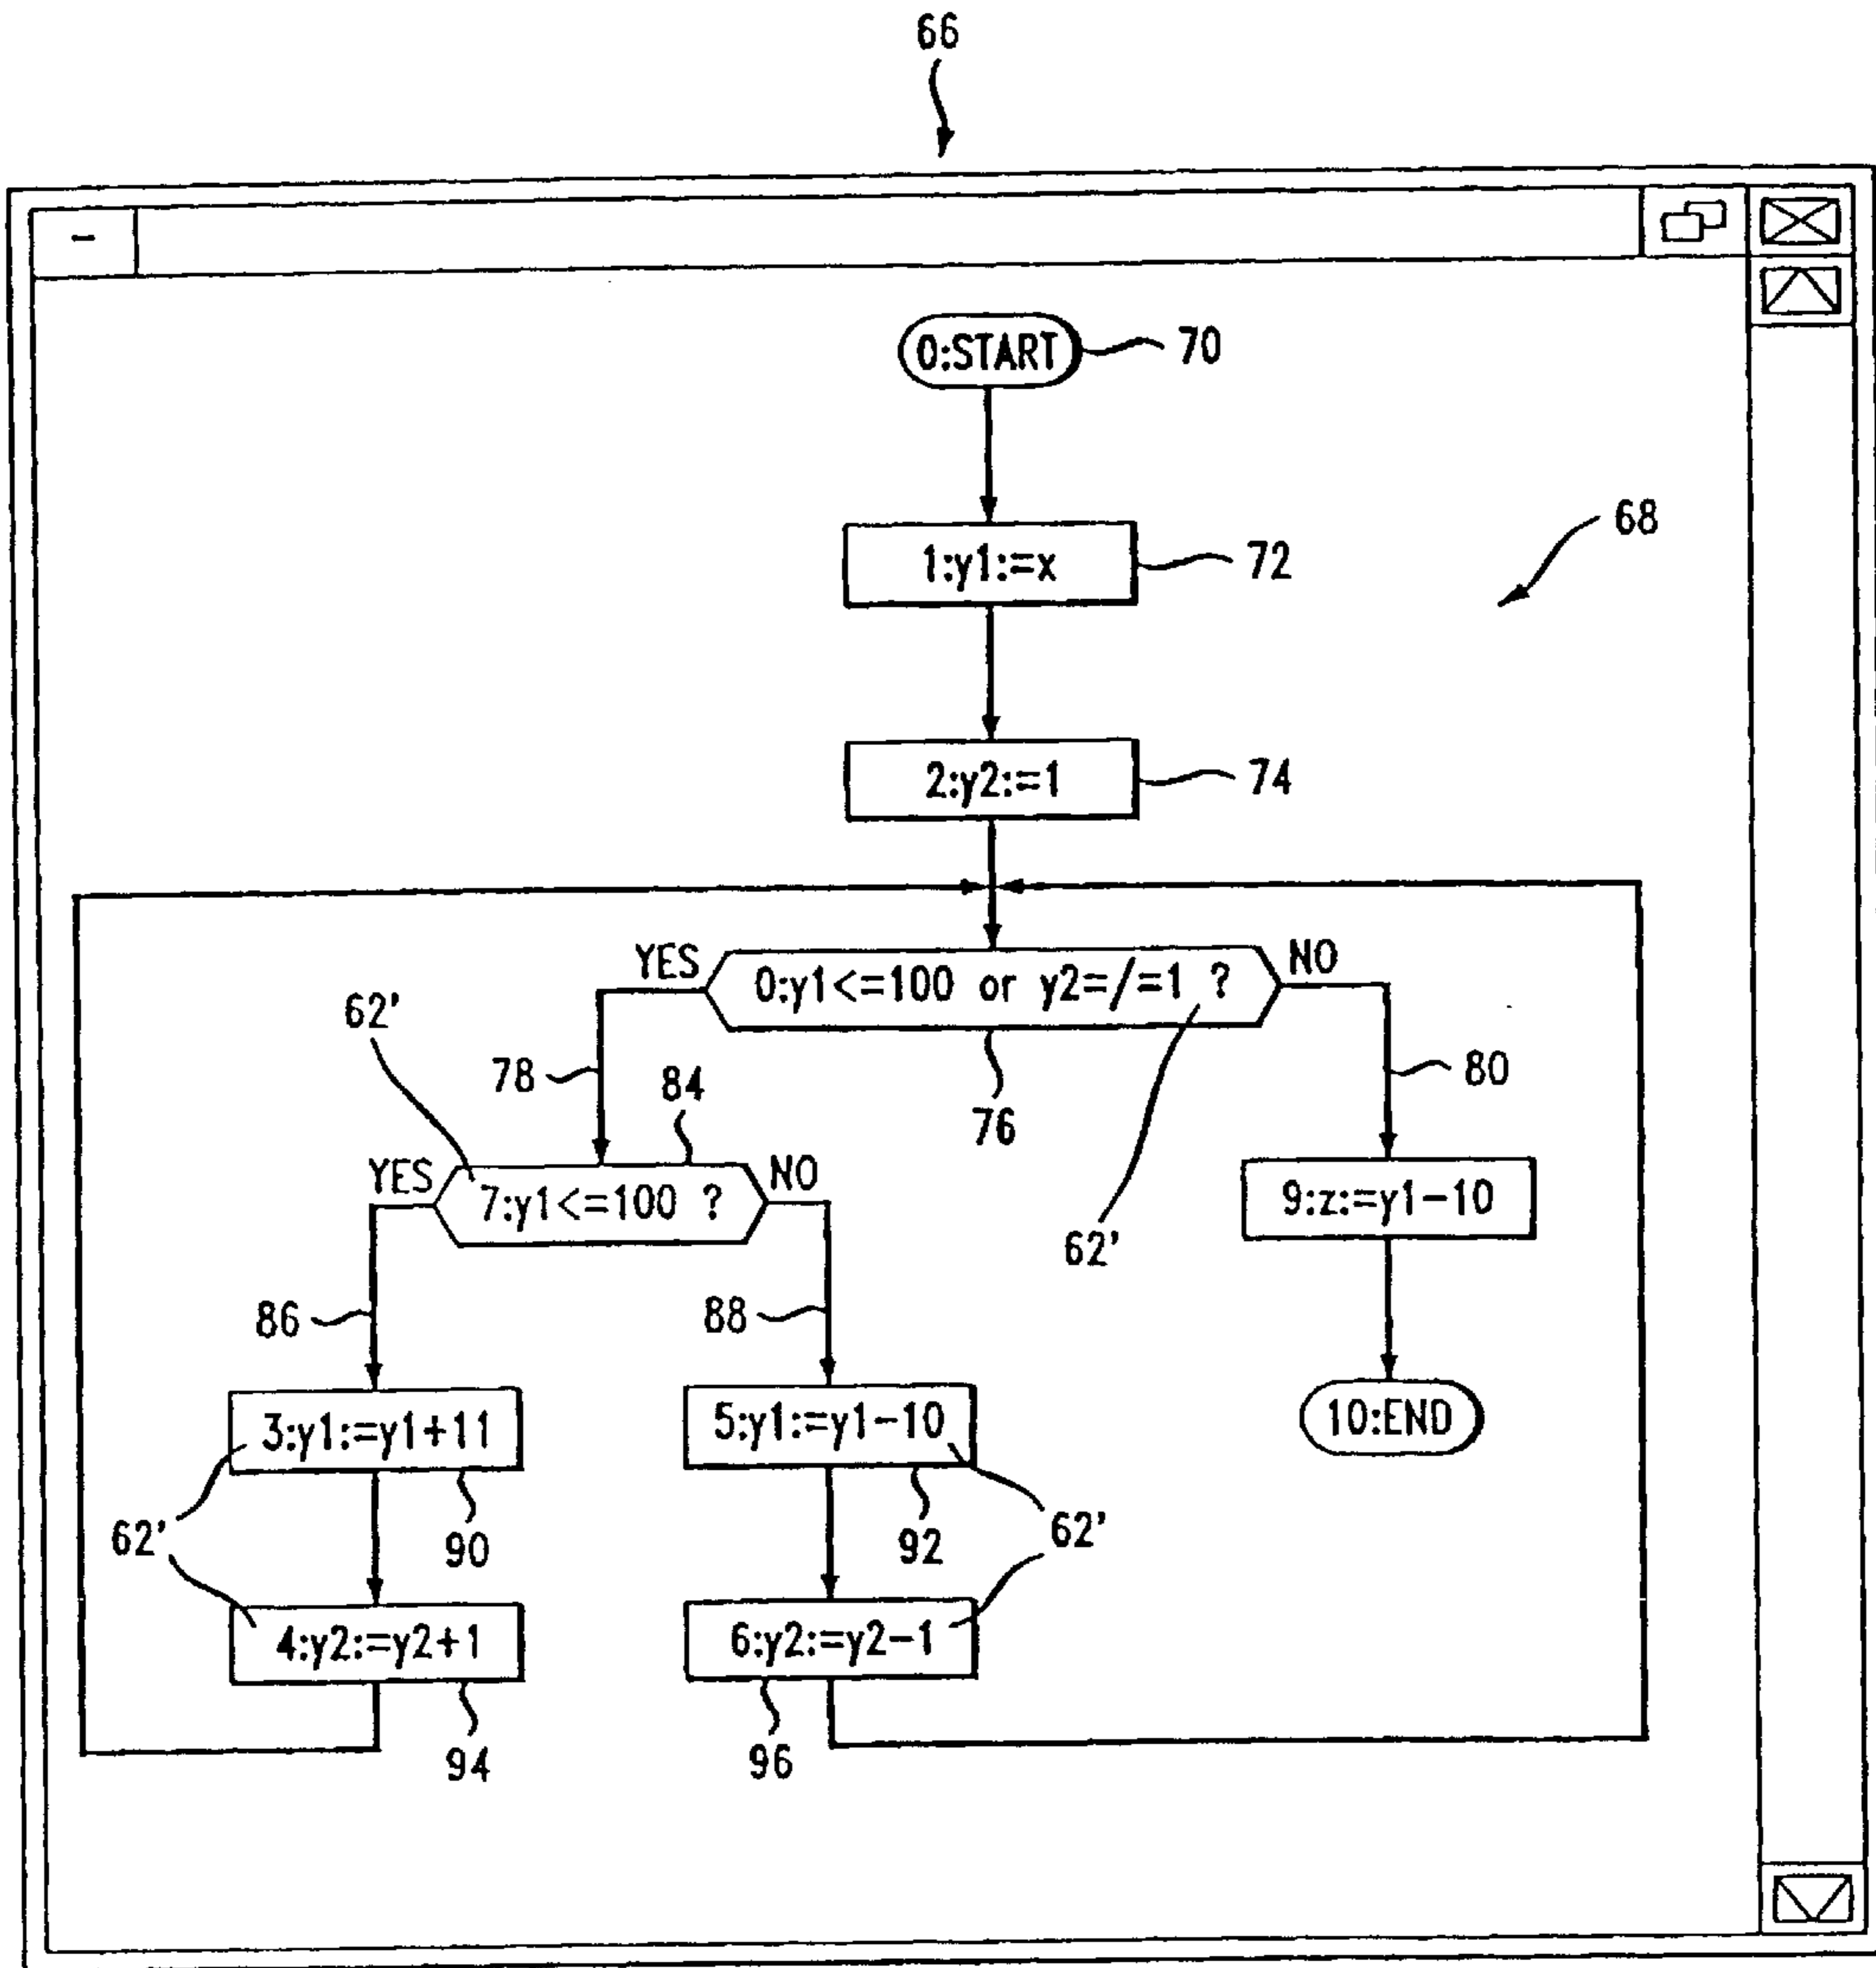 66
-
0:START
70
68
1:y1:=x
72
2:y2:=1
74
YES
0:y1<=100 or y2=/=1 ?
NO
62'
78
84
76
80
YES
7:y1<=100 ?
NO
62'
9:z:=y1-10
86
88
3:y1:=y1+11
5:y1:=y1-10
10:END
62'
90
92
62'
4:y2:=y2+1
6:y2:=y2-1
94
96